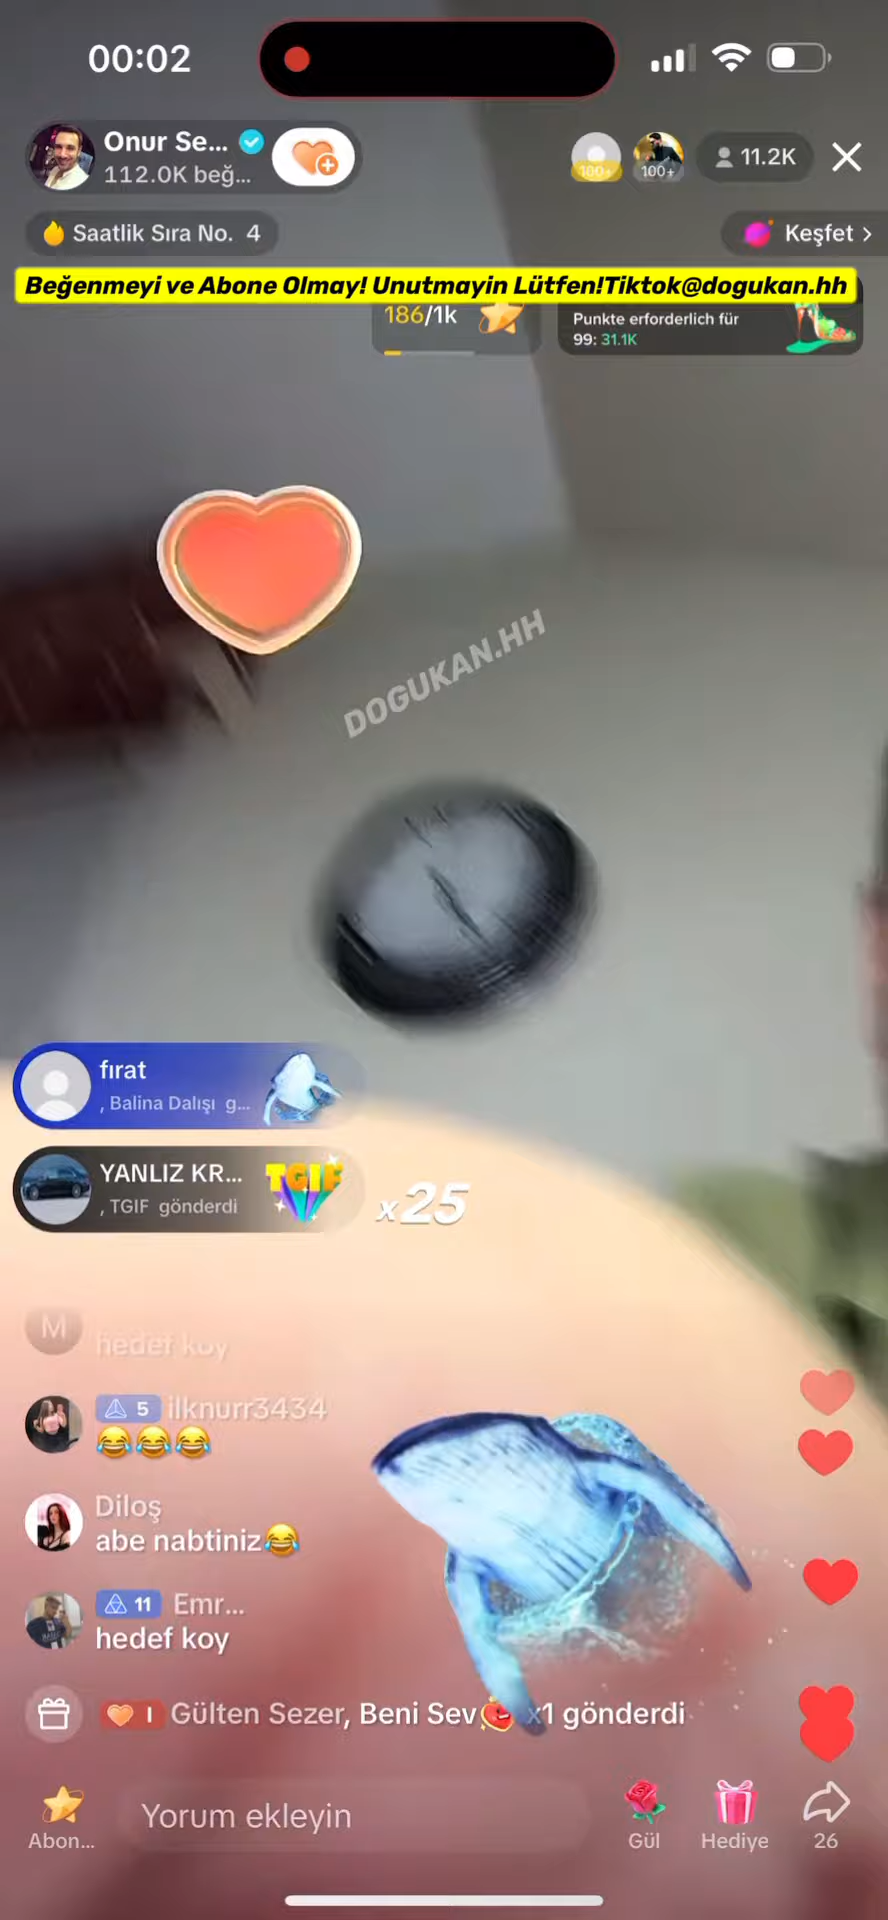 00:02
Onur Se...
112.0K beğ...
100+
100+
11.2K
Saatlik Sıra No. 4
Keşfet >
Beğenmeyi ve Abone Olmay! Unutmayin Lütfen!Tiktok@dogukan.hh
186/1k
Punkte erforderlich für
99: 31.1K
DOGUKAN.HH
fırat
, Balina Dalışı g...
YANLIZ KR...
TGIF
, TGIF gönderdi
x25
M
hedef koy
5 ilknurr3434
😂😂😂
Diloş
abe nabtiniz😂
11 Emr...
hedef koy
I Gülten Sezer, Beni Sev x1 gönderdi
Abon...
Yorum ekleyin
Gül
Hediye
26